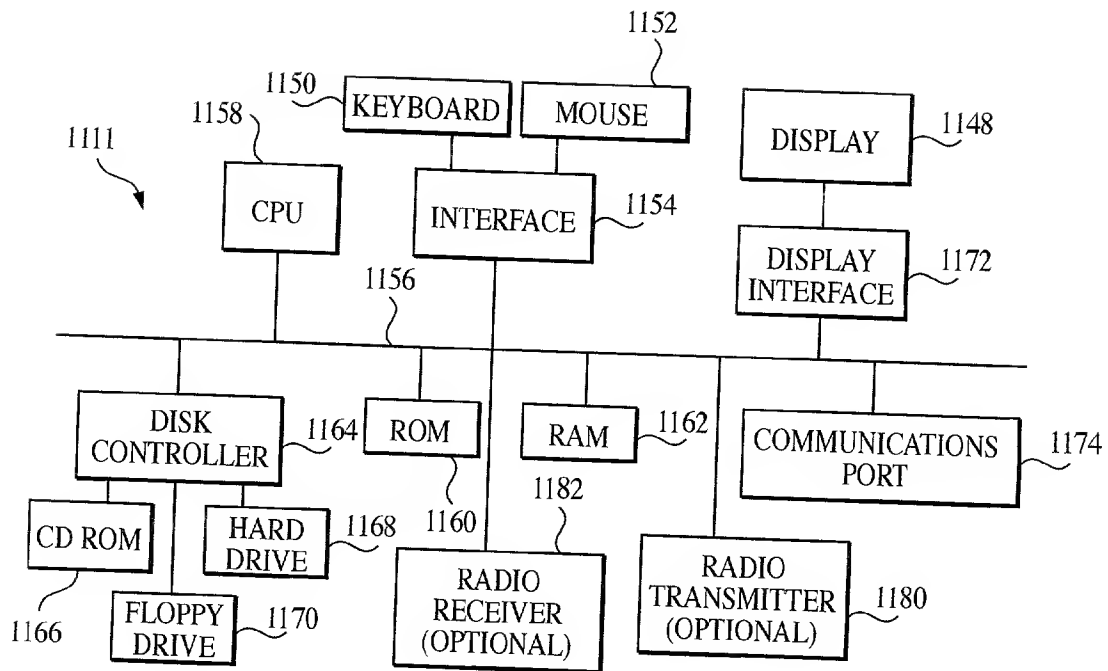 1152
1150
KEYBOARD
MOUSE
1158
1111
DISPLAY
1148
CPU
INTERFACE
1154
DISPLAY
INTERFACE
1172
1156
DISK
CONTROLLER
1164
ROM
RAM
1162
COMMUNICATIONS
PORT
1174
1160
1182
CD ROM
HARD
DRIVE
1168
RADIO
RECEIVER
(OPTIONAL)
RADIO
TRANSMITTER
(OPTIONAL)
1180
1166
FLOPPY
DRIVE
1170